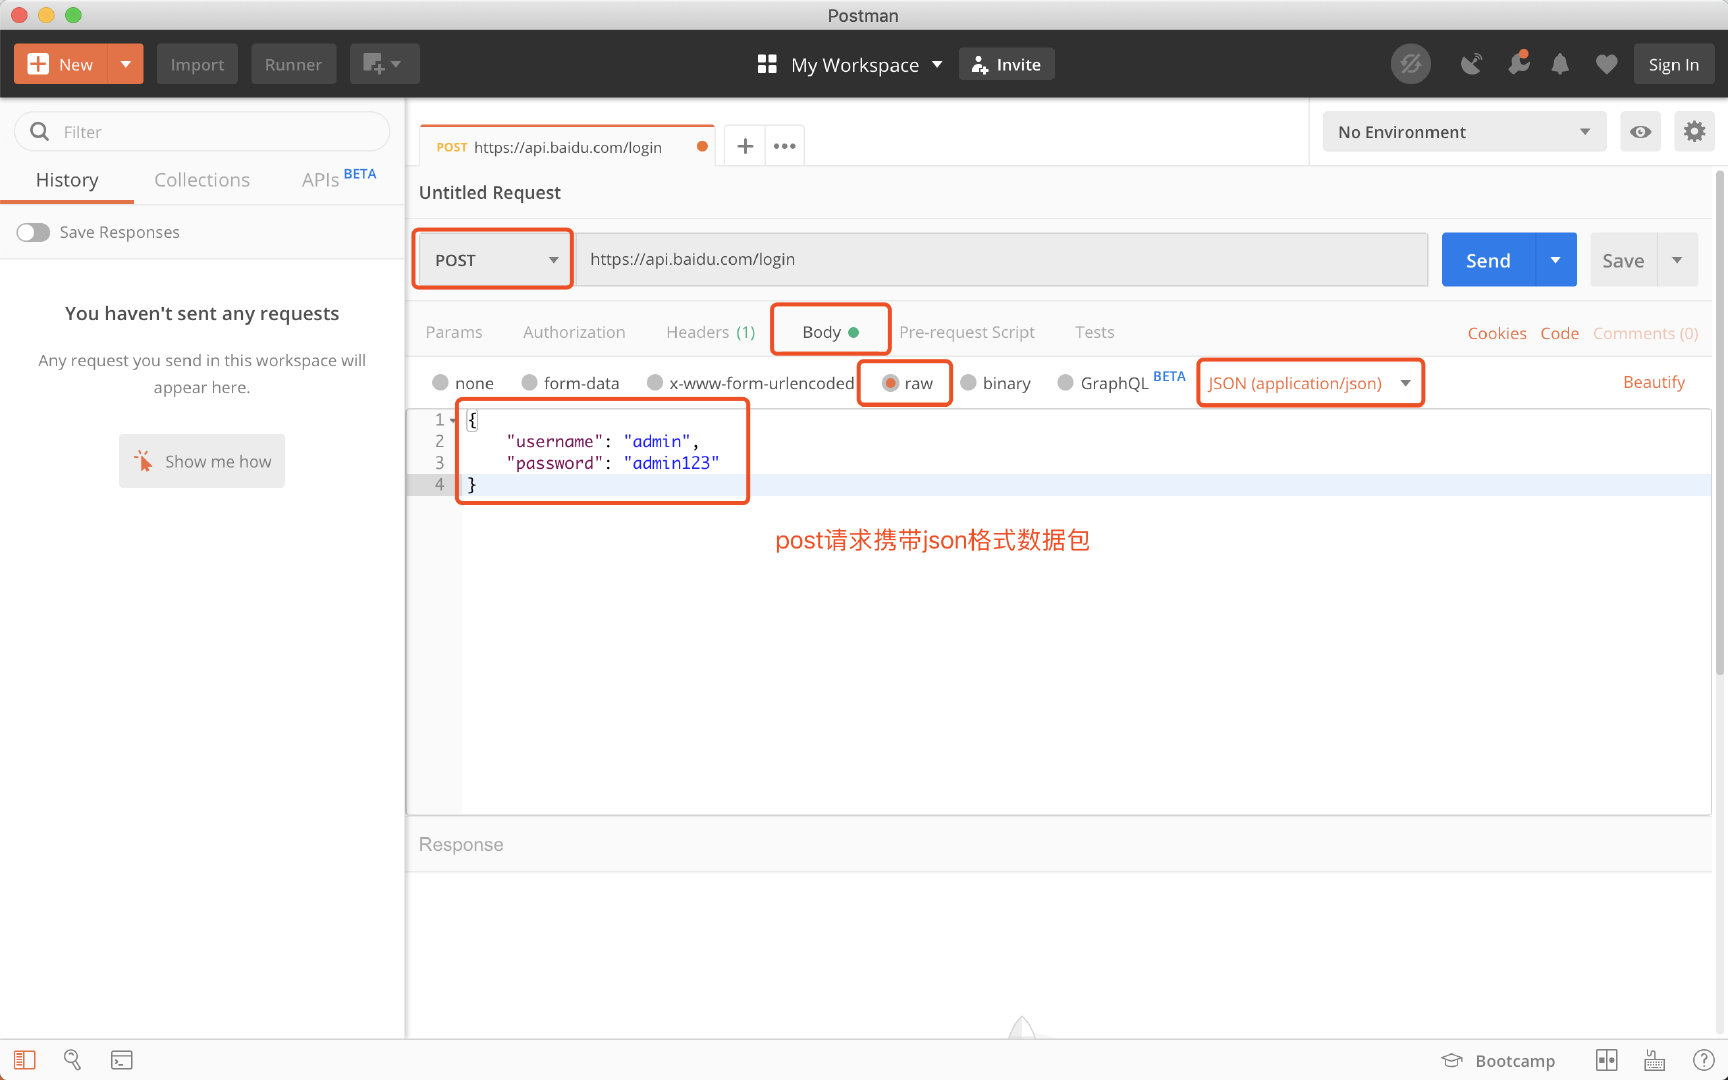 Postman
New Import Runner My Workspace Invite Sign In
Filter
History Collections APIs BETA
Save Responses
You haven't sent any requests
Any request you send in this workspace will
appear here.
Show me how
POST https://api.baidu.com/login
No Environment
Untitled Request
POST https://api.baidu.com/login Send Save
Params Authorization Headers (1) Body Pre-request Script Tests Cookies Code Comments (0)
none form-data x-www-form-urlencoded raw binary GraphQL BETA JSON (application/json) Beautify
1 {
2 "username": "admin",
3 "password": "admin123"
4 }
post请求携带json格式数据包
Response
Bootcamp